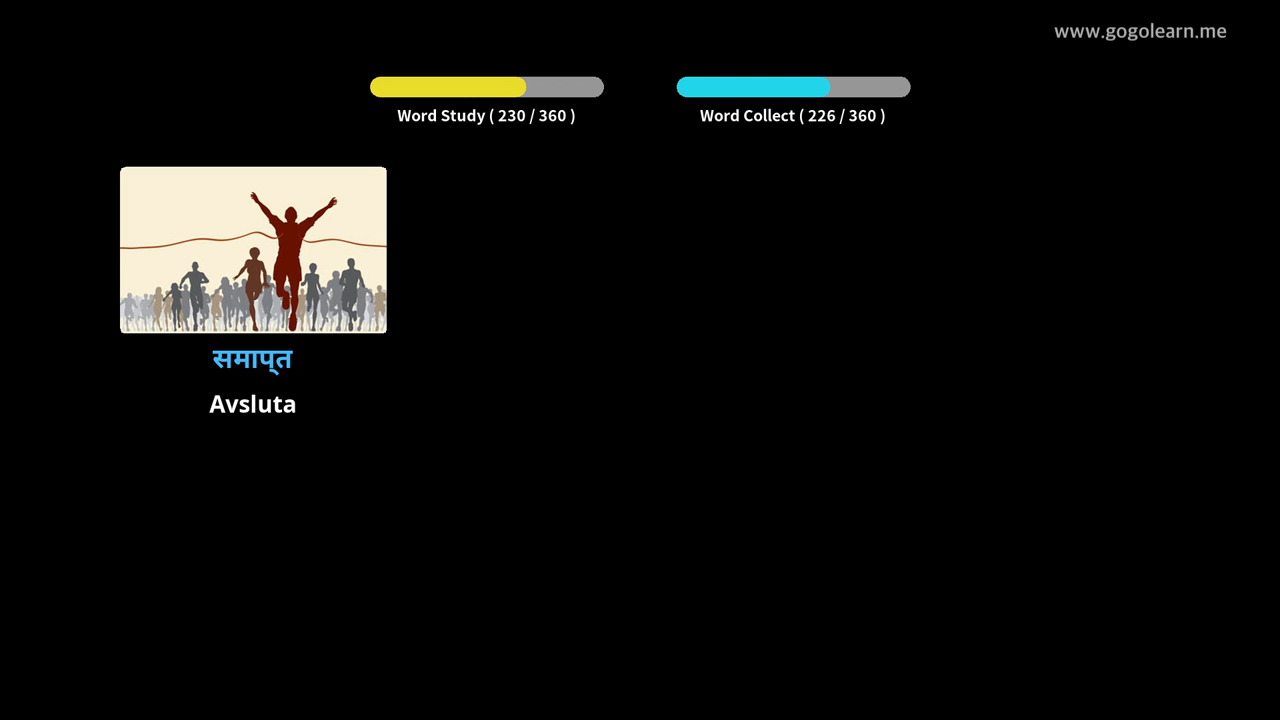 www.gogolearn.me
Word Study ( 230 / 360 )
Word Collect ( 226 / 360 )
समाप्त
Avsluta